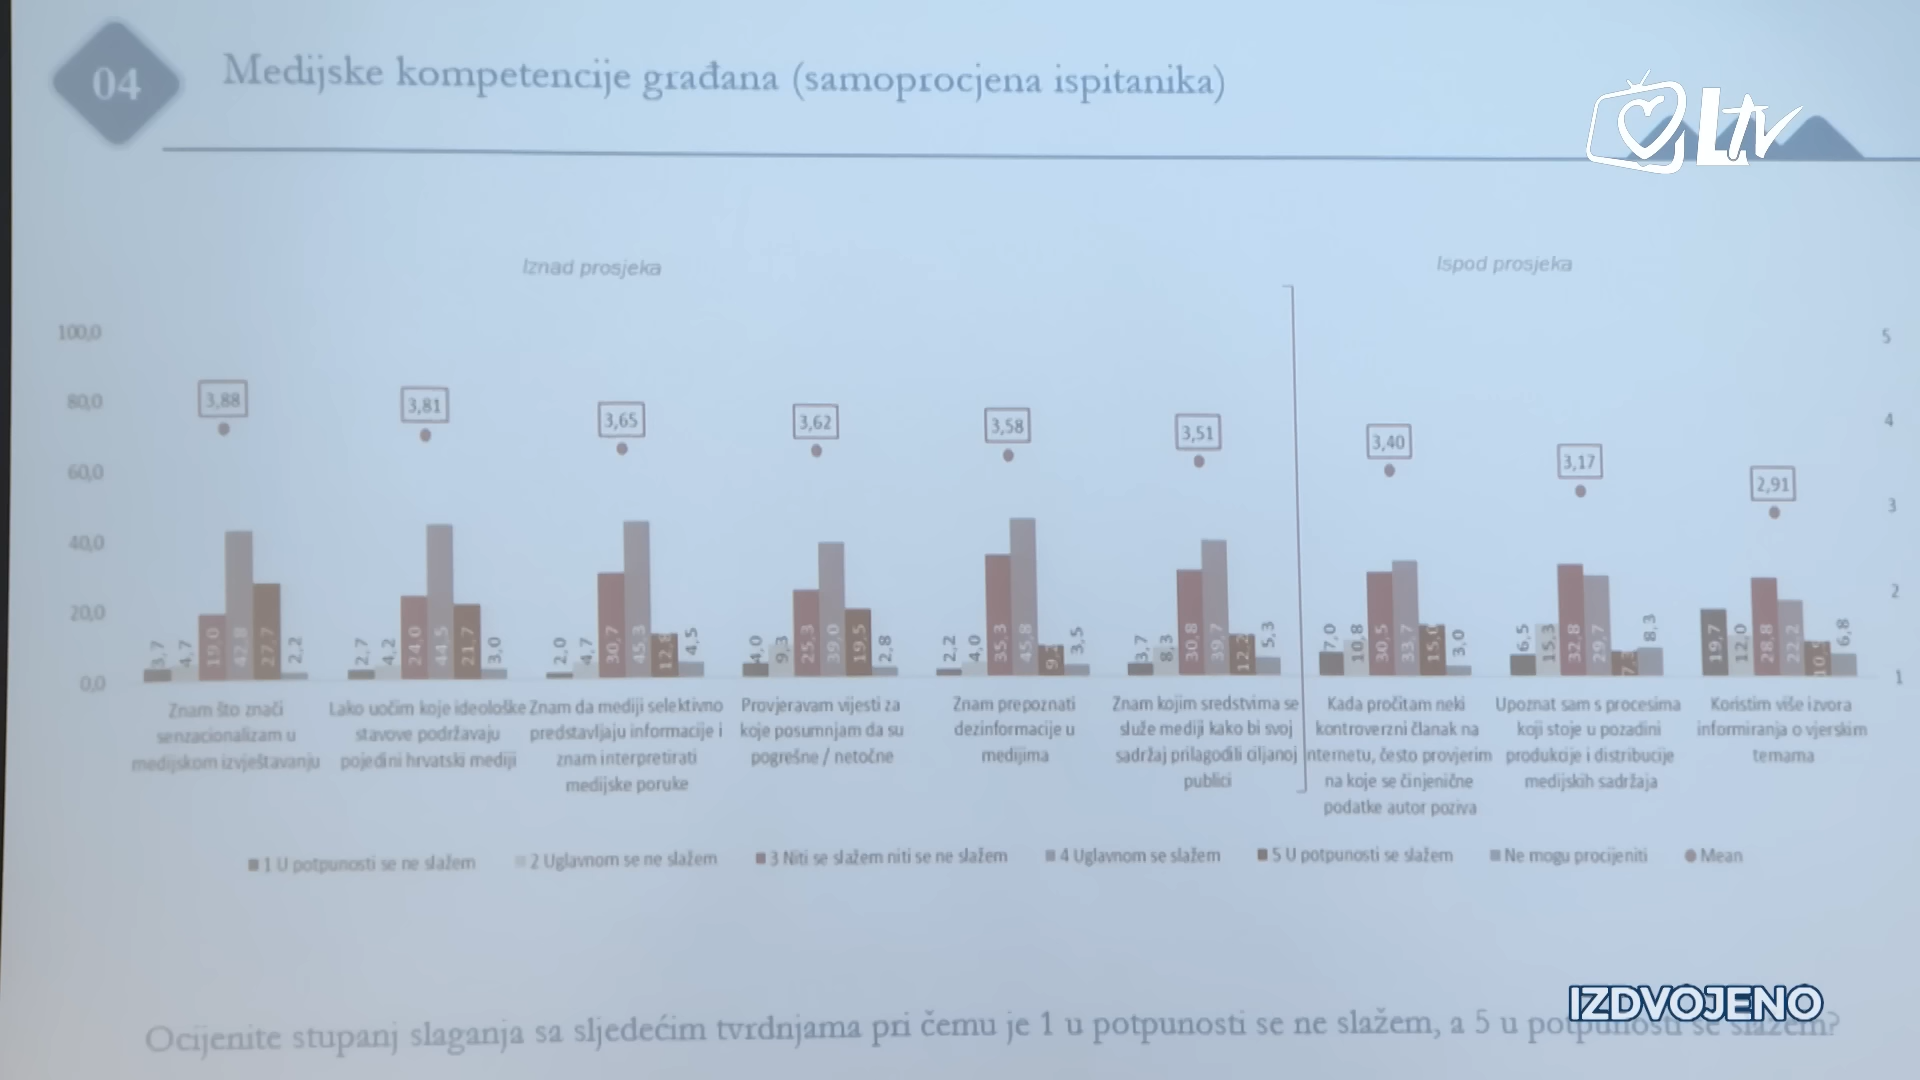 04
Medijske kompetencije građana (samoprocjena ispitanika)
LTV
Iznad prosjeka
Ispod prosjeka
100,0
80,0
60,0
40,0
20,0
0,0
5
4
3
2
1
3,88
3,81
3,65
3,62
3,58
3,51
3,40
3,17
2,91
3,7 4,7 19,0 42,8 27,7 2,2
2,7 4,2 24,0 44,5 21,7 3,0
2,0 4,7 30,7 45,3 12,8 4,5
4,0 9,3 25,3 39,0 19,5 2,8
2,2 4,0 35,3 45,8 9,2 3,5
3,7 8,3 30,8 39,7 12,2 5,3
7,0 10,8 30,5 33,7 15,0 3,0
6,5 15,3 32,8 29,7 8,3
19,7 12,0 28,8 22,2 6,8
Znam što znači
senzacionalizam u
medijskom izvještavanju
Lako uočim koje ideološke
stavove podržavaju
pojedini hrvatski mediji
Znam da mediji selektivno
predstavljaju informacije i
znam interpretirati
medijske poruke
Provjeravam vijesti za
koje posumnjam da su
pogrešne / netočne
Znam prepoznati
dezinformacije u
medijima
Znam kojim sredstvima se
služe mediji kako bi svoj
sadržaj prilagodili ciljanoj
publici
Kada pročitam neki
kontroverzni članak na
nternetu, često provjerim
na koje se činjenične
podatke autor poziva
Upoznat sam s procesima
koji stoje u pozadini
produkcije i distribucije
medijskih sadržaja
Koristim više izvora
informiranja o vjerskim
temama
1 U potpunosti se ne slažem
2 Uglavnom se ne slažem
3 Niti se slažem niti se ne slažem
4 Uglavnom se slažem
5 U potpunosti se slažem
Ne mogu procijeniti
Mean
IZDVOJENO
Ocijenite stupanj slaganja sa sljedećim tvrdnjama pri čemu je 1 u potpunosti se ne slažem, a 5 u potpunosti se slažem?